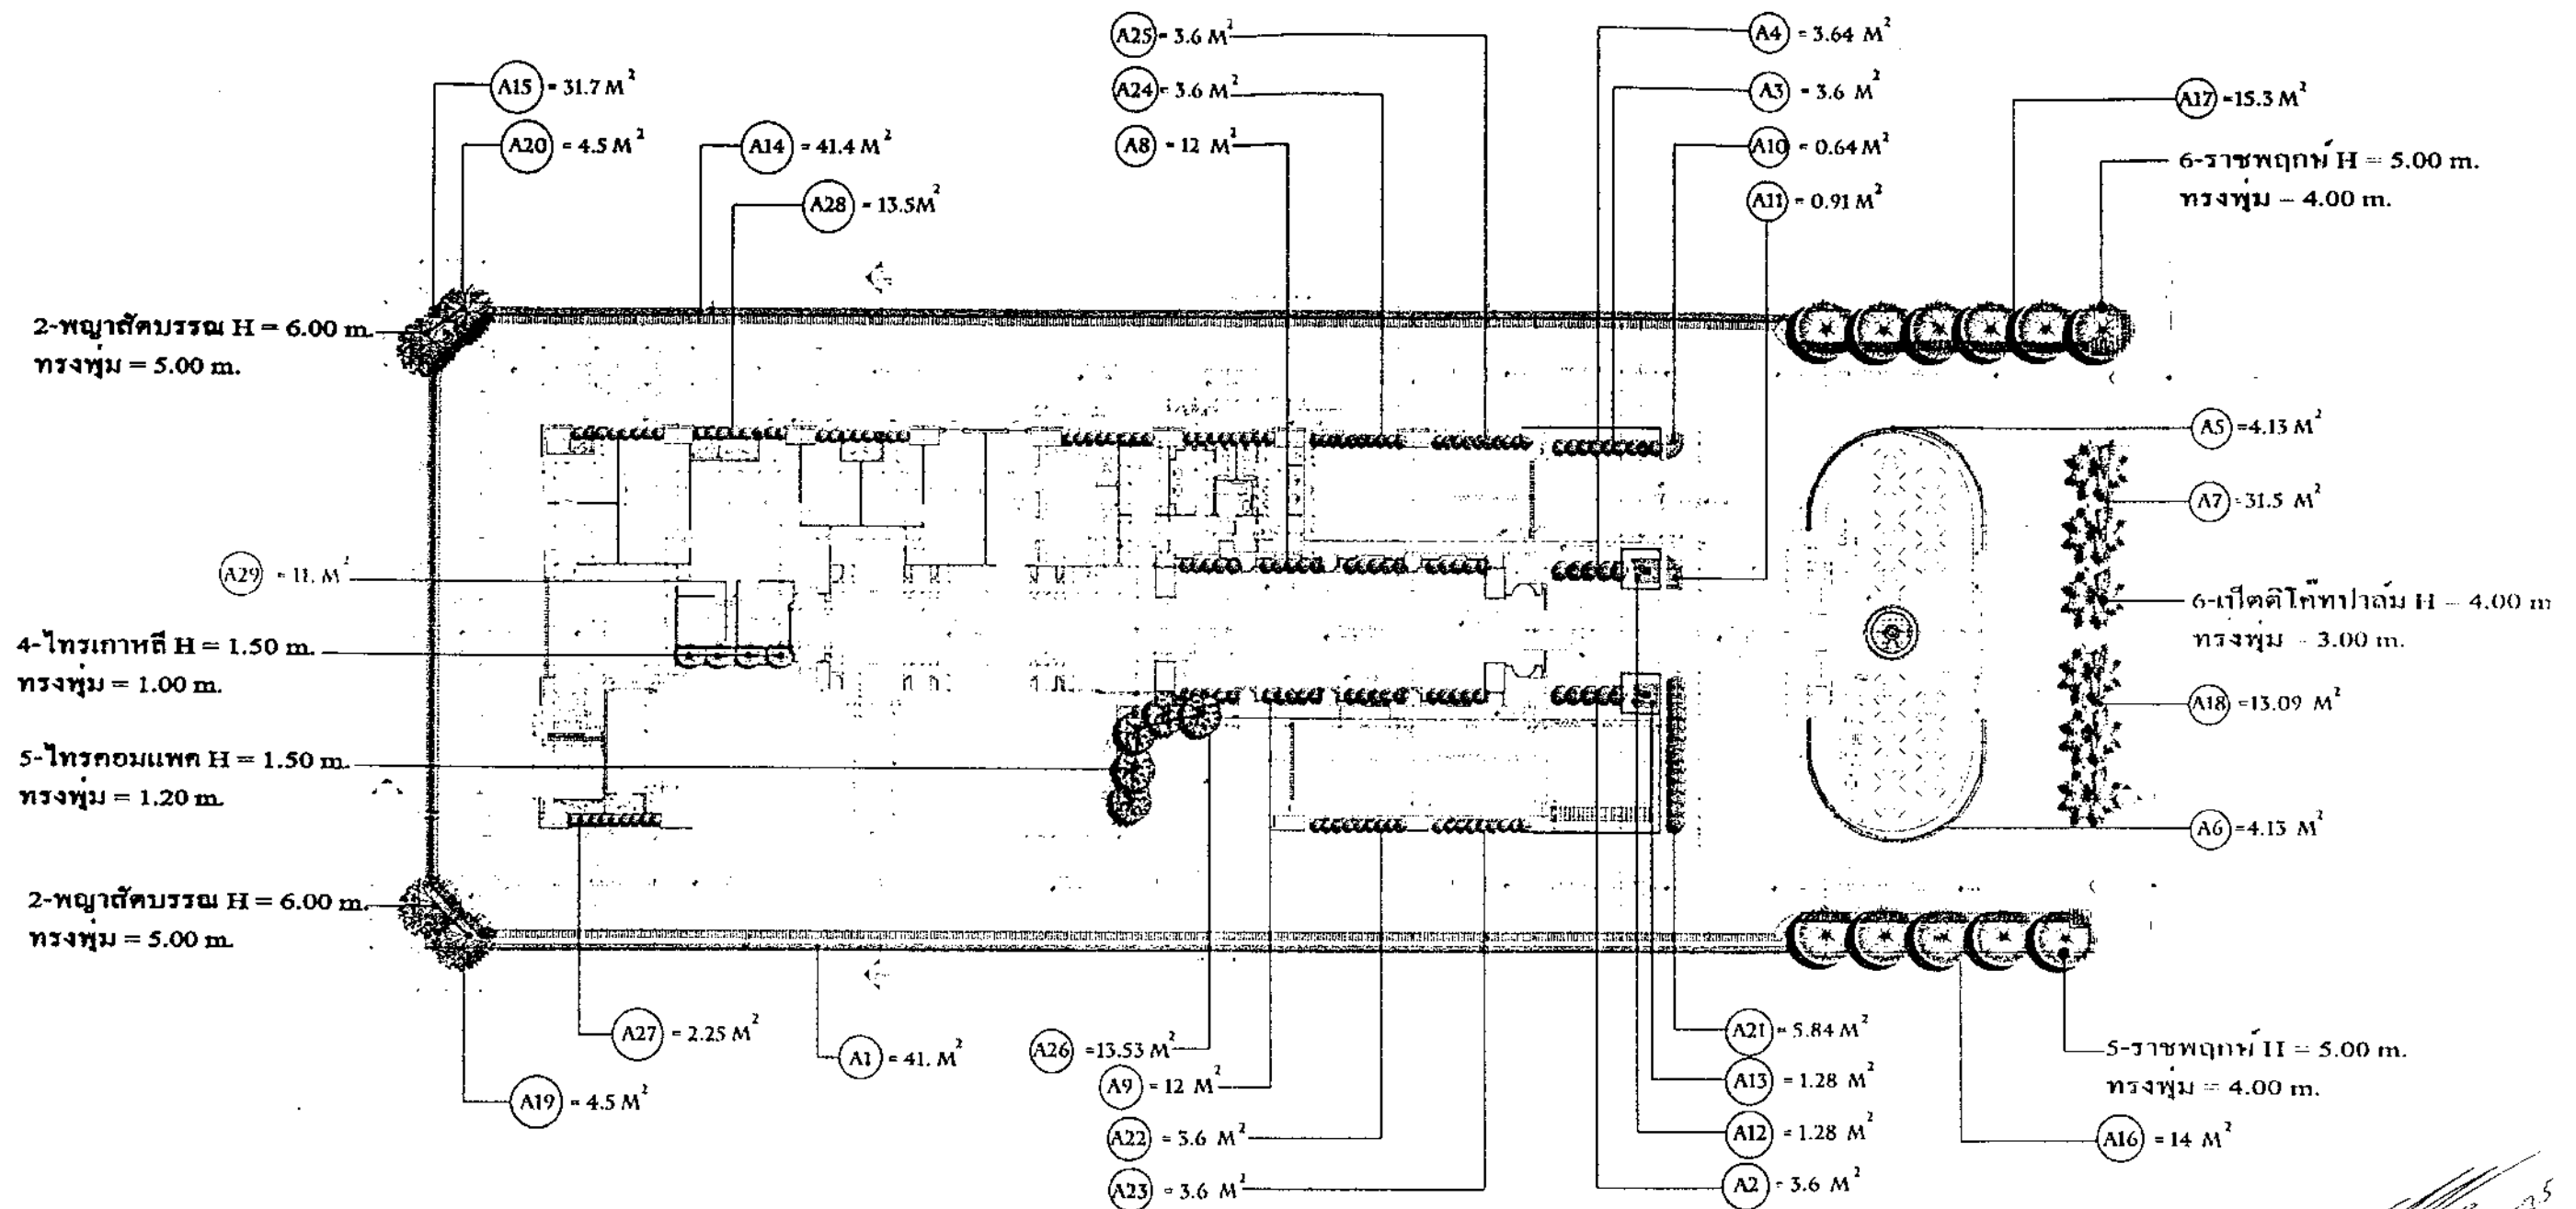 A25 = 3.6 M²
A4 = 3.64 M²
A15 = 31.7 M²
A24 = 3.6 M²
A3 = 3.6 M²
A17 =15.3 M²
A20 = 4.5 M²
A14 = 41.4 M²
A8 = 12 M²
A10 = 0.64 M²
6-ราชพฤกษ์ H = 5.00 m.
ทรงพุ่ม = 4.00 m.
A28 = 13.5M²
A11 = 0.91 M²
2-พญาสัตบรรณ H = 6.00 m.
ทรงพุ่ม = 5.00 m.
A5 =4.13 M²
A7 =31.5 M²
A29 = 11. M²
6-เปิดดิโก๊ทปาล์ม H = 4.00 m
ทรงพุ่ม = 3.00 m.
4-ไทรเกาหลี H = 1.50 m.
ทรงพุ่ม = 1.00 m.
A18 =13.09 M²
5-ไทรคอมแพค H = 1.50 m.
ทรงพุ่ม = 1.20 m.
A6 =4.13 M²
2-พญาสัตบรรณ H = 6.00 m.
ทรงพุ่ม = 5.00 m.
A27 = 2.25 M²
A1 = 41. M²
A26 =13.53 M²
A21 = 5.84 M²
5-ราชพฤกษ์ H = 5.00 m.
ทรงพุ่ม = 4.00 m.
A9 = 12 M²
A13 = 1.28 M²
A19 = 4.5 M²
A22 = 3.6 M²
A12 = 1.28 M²
A16 = 14 M²
A23 = 3.6 M²
A2 = 3.6 M²